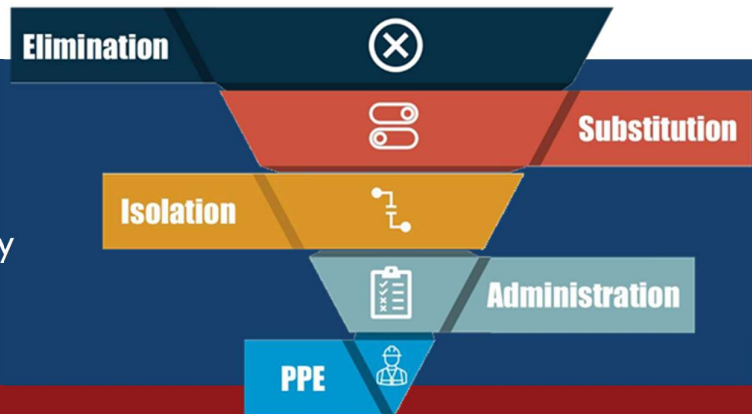 Elimination
Substitution
Isolation
y
Administration
PPE